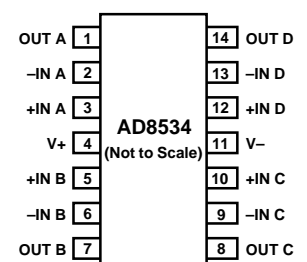 OUT A 1 14 OUT D
–IN A 2 13 –IN D
+IN A 3 12 +IN D
AD8534
V+ 4 11 V–
(Not to Scale)
+IN B 5 10 +IN C
–IN B 6 9 –IN C
OUT B 7 8 OUT C